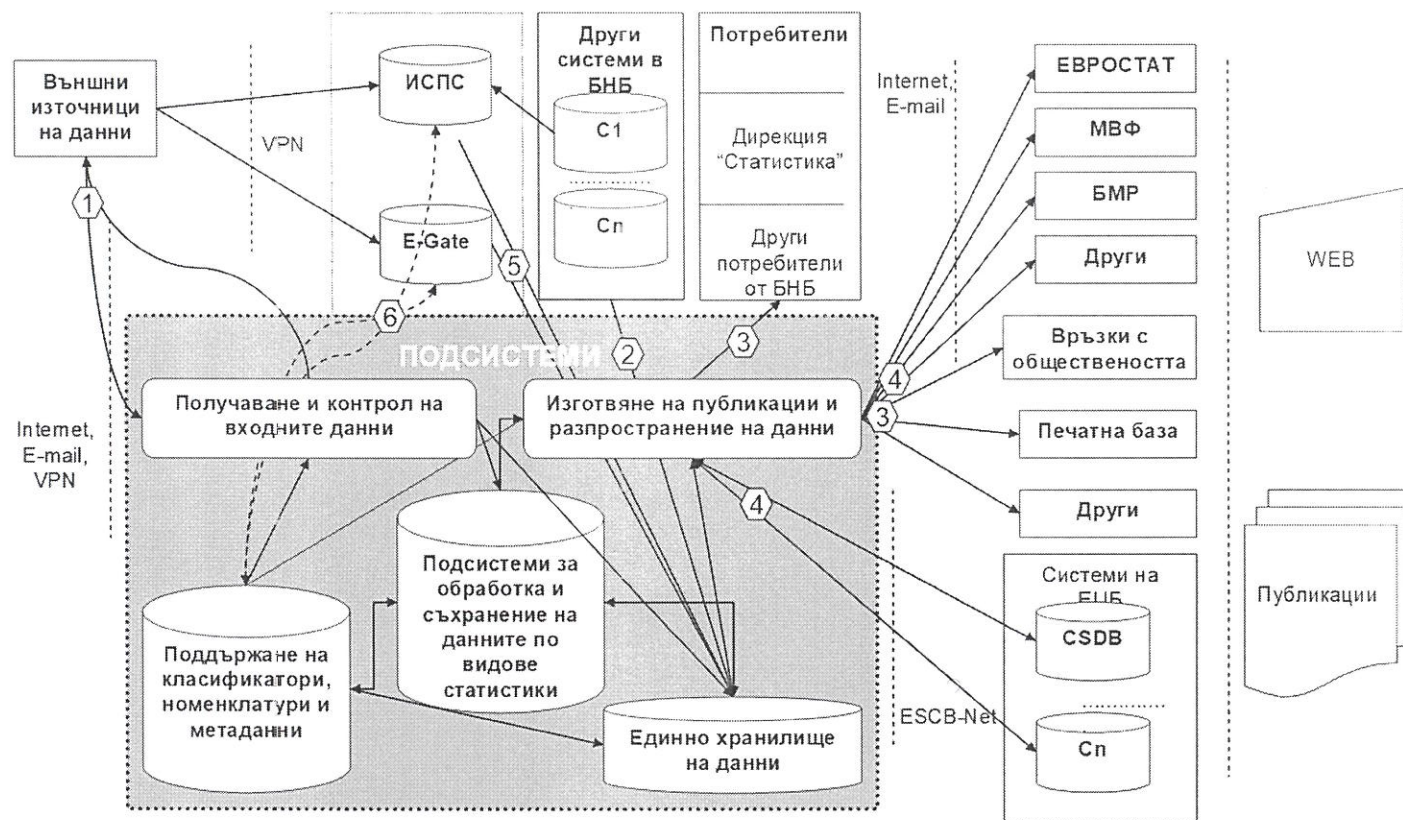 Външни
източници
на данни
VPN
ИСПС
E-Gate
Други
системи в
БНБ
C1
Cn
Потребители
Дирекция
“Статистика”
Други
потребители
от БНБ
Internet,
E-mail
ЕВРОСТАТ
МВФ
БМР
Други
Връзки с
обществеността
Печатна база
Други
WEB
Публикации
1
6
5
2
3
4
3
4
ПОДСИСТЕМИ
Получаване и контрол на
входните данни
Изготвяне на публикации и
разпространение на данни
Internet,
E-mail,
VPN
Подсистеми за
обработка и
съхранение на
данните по
видове
статистики
Поддържане на
класификатори,
номенклатури и
метаданни
Единно хранилище
на данни
ESCB-Net
Системи на
ЕЦБ
CSDB
Cn